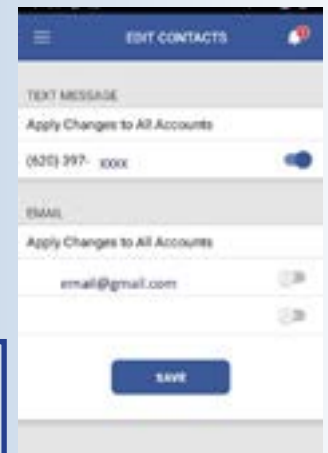 EDIT CONTACTS
TEXT MESSAGE
Apply Changes to All Accounts
(620) 397- xxxx
EMAIL
Apply Changes to All Accounts
email@gmail.com
SAVE